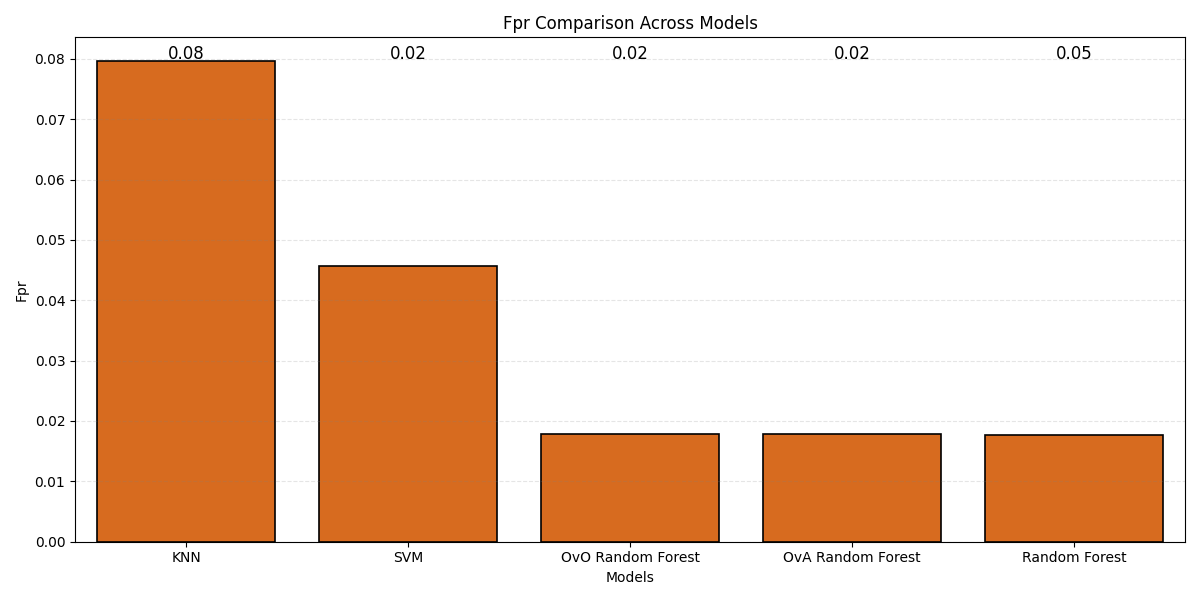 Fpr Comparison Across Models
0.08 0.02 0.02 0.02 0.05
0.08
0.07
0.06
0.05
0.04
0.03
0.02
0.01
0.00
Fpr
KNN SVM OvO Random Forest OvA Random Forest Random Forest
Models